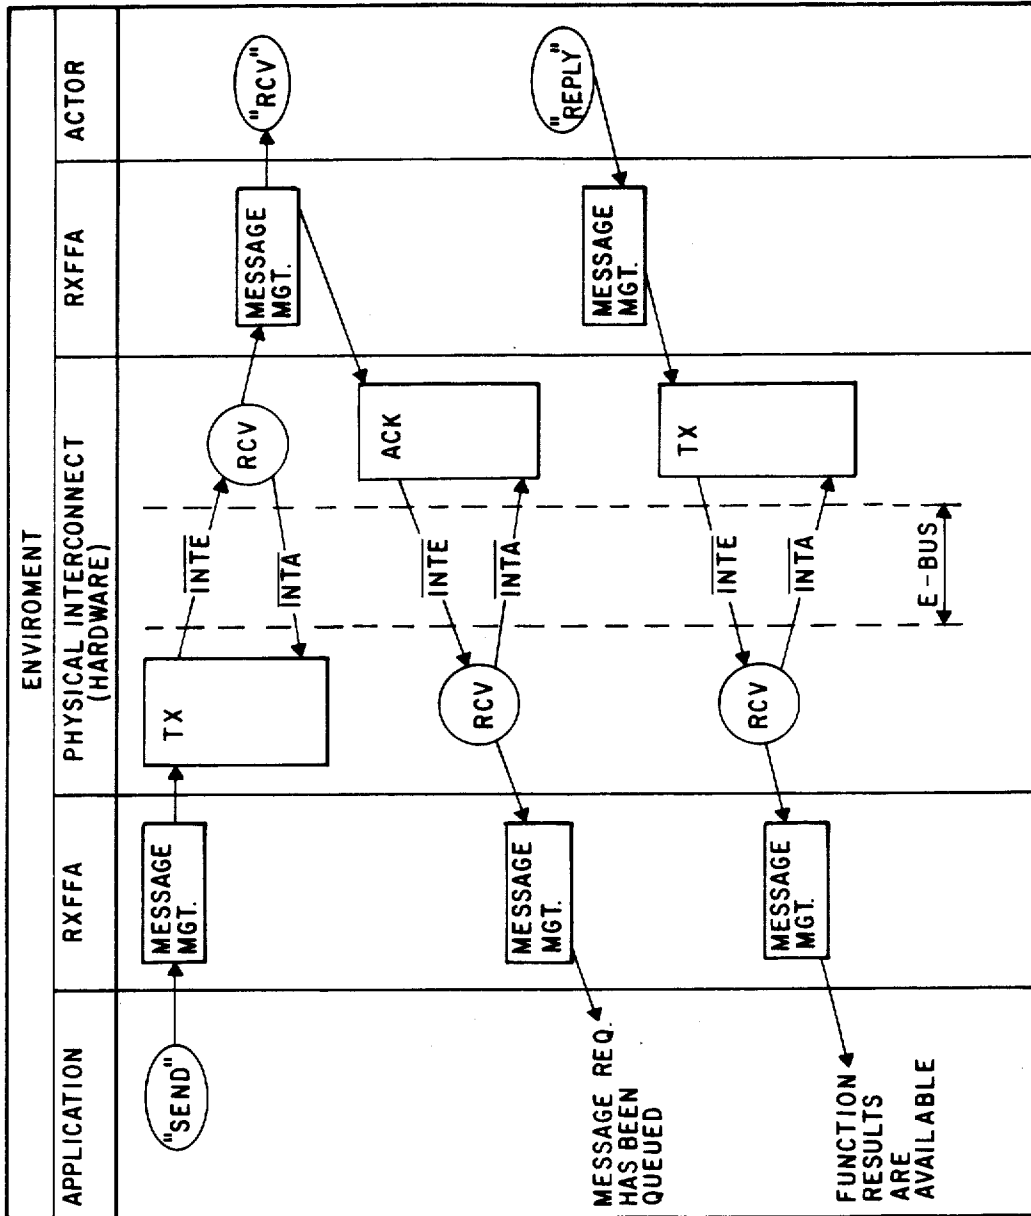 ENVIROMENT
APPLICATION
RXFFA
PHYSICAL INTERCONNECT
(HARDWARE)
RXFFA
ACTOR
"SEND"
MESSAGE
MGT.
TX
INTE
RCV
INTA
MESSAGE
MGT.
"RCV"
ACK
INTE
INTA
RCV
MESSAGE
MGT.
MESSAGE REQ.
HAS BEEN
QUEUED
"REPLY"
MESSAGE
MGT.
TX
INTE
INTA
RCV
MESSAGE
MGT.
FUNCTION
RESULTS
ARE
AVAILABLE
E-BUS